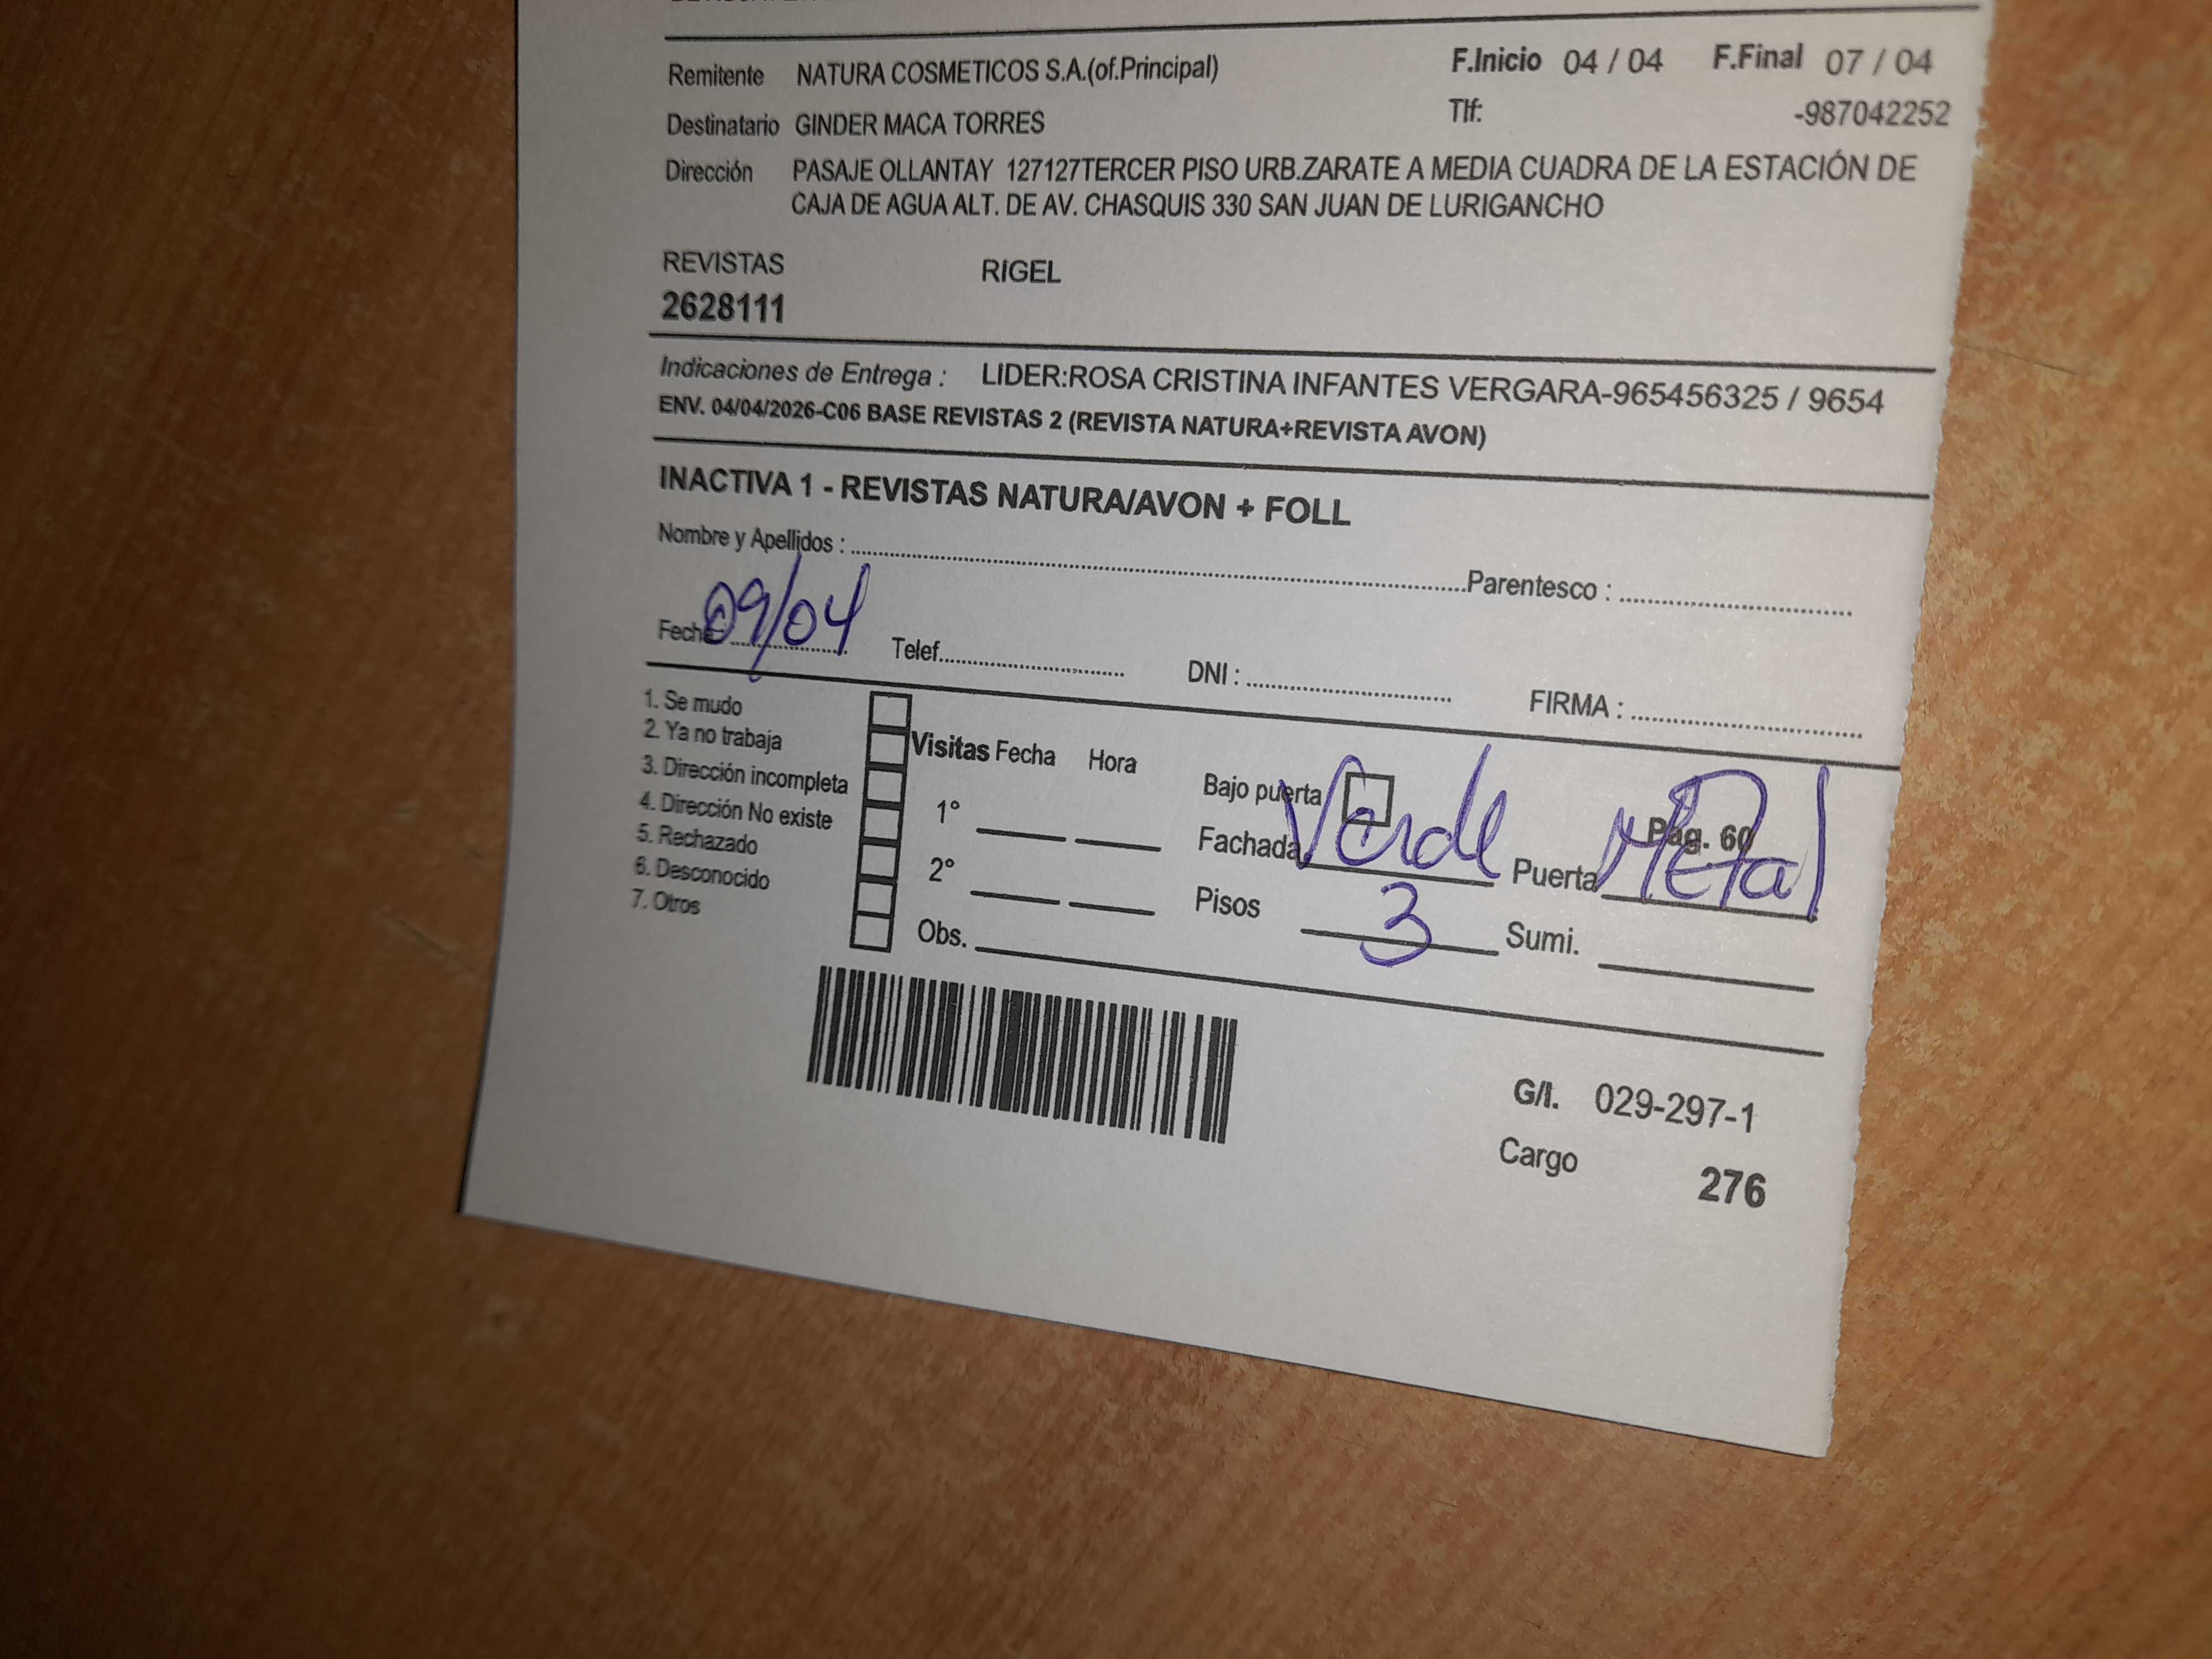 Remitente NATURA COSMETICOS S.A.(of.Principal) F.Inicio 04 / 04 F.Final 07 / 04
Destinatario GINDER MACA TORRES Tlf: -987042252
Dirección PASAJE OLLANTAY 127127TERCER PISO URB.ZARATE A MEDIA CUADRA DE LA ESTACIÓN DE
CAJA DE AGUA ALT. DE AV. CHASQUIS 330 SAN JUAN DE LURIGANCHO
REVISTAS RIGEL
2628111
Indicaciones de Entrega : LIDER:ROSA CRISTINA INFANTES VERGARA-965456325 / 9654
ENV. 04/04/2026-C06 BASE REVISTAS 2 (REVISTA NATURA+REVISTA AVON)
INACTIVA 1 - REVISTAS NATURA/AVON + FOLL
Nombre y Apellidos : Parentesco :
Fecha : 09/04 Telef. DNI : FIRMA :
1. Se mudo
2. Ya no trabaja
3. Dirección incompleta
4. Dirección No existe
5. Rechazado
6. Desconocido
7. Otros
Visitas Fecha Hora
1°
2°
Obs.
Bajo puerta Pag. 60
Fachada Verde Puerta Metal
Pisos 3 Sumi.
G/I. 029-297-1
Cargo 276